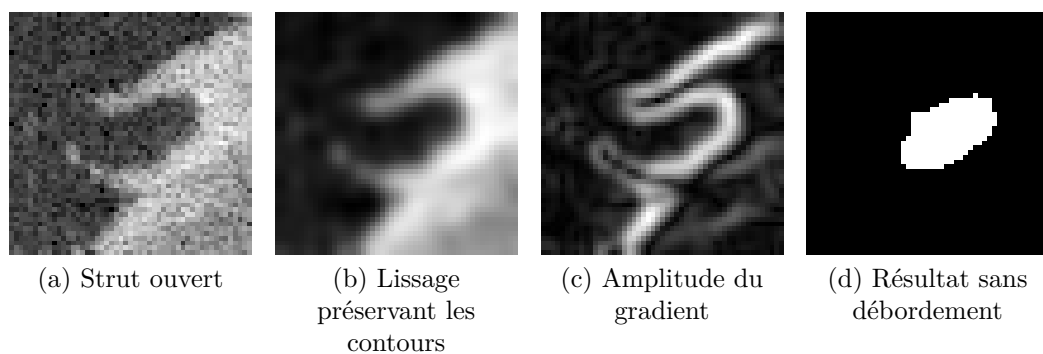 (a) Strut ouvert
(b) Lissage
préservant les
contours
(c) Amplitude du
gradient
(d) Résultat sans
débordement